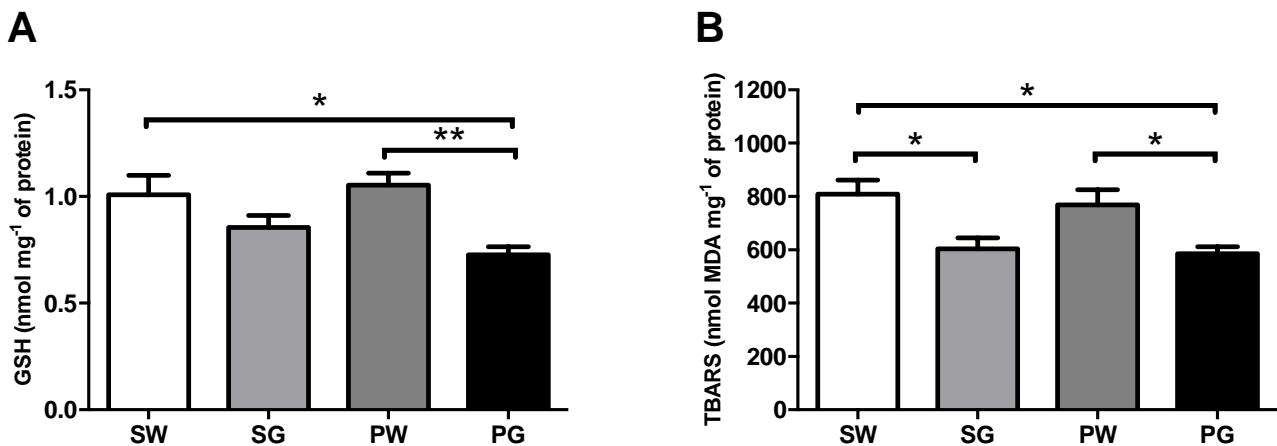 A
GSH (nmol mg⁻¹ of protein)
1.5
1.0
0.5
0.0
*
**
SW SG PW PG
B
TBARS (nmol MDA mg⁻¹ of protein)
1200
1000
800
600
400
200
0
*
* *
SW SG PW PG